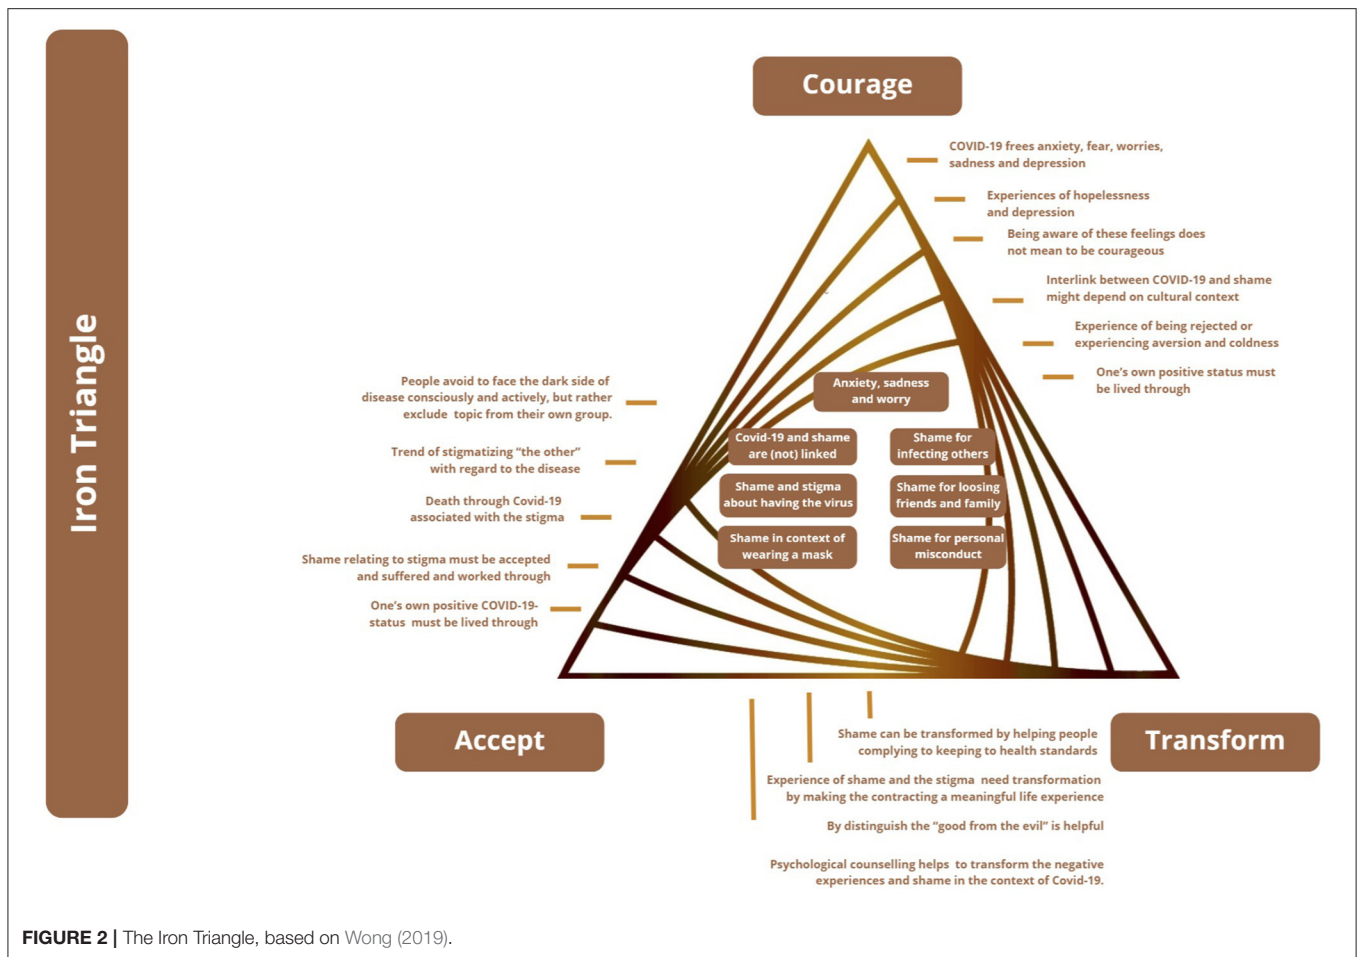 Iron Triangle
Courage
COVID-19 frees anxiety, fear, worries,
sadness and depression
Experiences of hopelessness
and depression
Being aware of these feelings does
not mean to be courageous
Interlink between COVID-19 and shame
might depend on cultural context
Experience of being rejected or
experiencing aversion and coldness
One's own positive status must
be lived through
People avoid to face the dark side of
disease consciously and actively, but rather
exclude topic from their own group.
Trend of stigmatizing "the other"
with regard to the disease
Death through Covid-19
associated with the stigma
Shame relating to stigma must be accepted
and suffered and worked through
One's own positive COVID-19-
status must be lived through
Anxiety, sadness
and worry
Covid-19 and shame
are (not) linked
Shame for
infecting others
Shame and stigma
about having the virus
Shame for loosing
friends and family
Shame in context of
wearing a mask
Shame for personal
misconduct
Accept
Transform
Shame can be transformed by helping people
complying to keeping to health standards
Experience of shame and the stigma need transformation
by making the contracting a meaningful life experience
By distinguish the "good from the evil" is helpful
Psychological counselling helps to transform the negative
experiences and shame in the context of Covid-19.
FIGURE 2 | The Iron Triangle, based on Wong (2019).